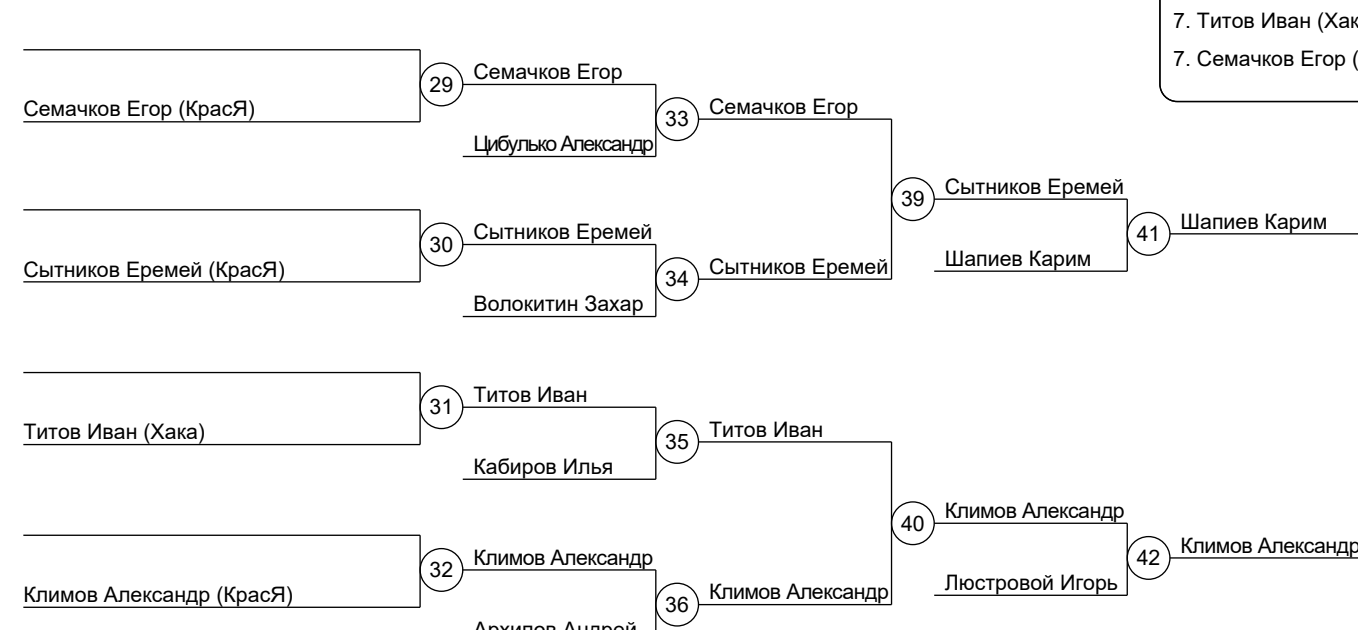 7. Титов Иван (Хак
7. Семачков Егор (
Семачков Егор (КрасЯ)
29
Семачков Егор
Цибулько Александр
33
Семачков Егор
Сытников Еремей (КрасЯ)
30
Сытников Еремей
Волокитин Захар
34
Сытников Еремей
39
Сытников Еремей
Шапиев Карим
41
Шапиев Карим
Титов Иван (Хака)
31
Титов Иван
Кабиров Илья
35
Титов Иван
Климов Александр (КрасЯ)
32
Климов Александр
Архипов Андрей
36
Климов Александр
40
Климов Александр
Люстровой Игорь
42
Климов Александр